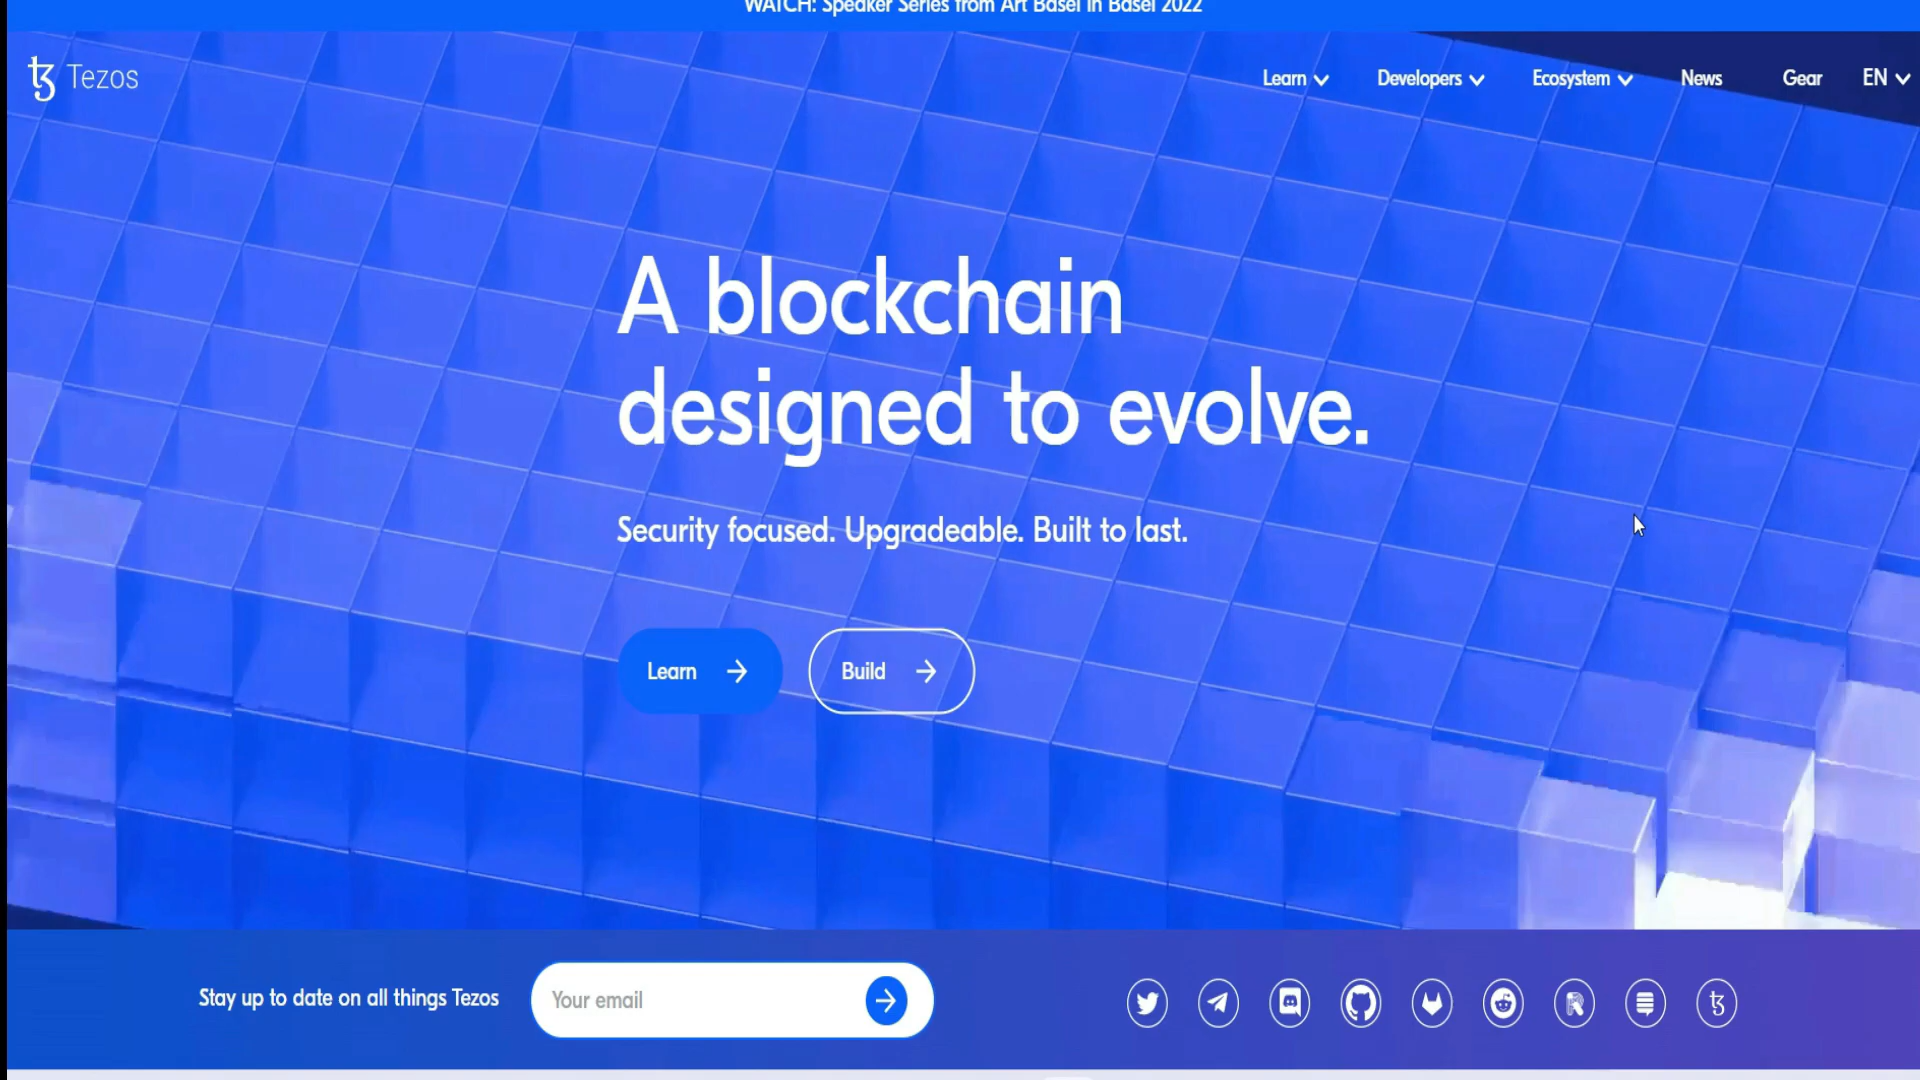 WATCH: Speaker Series from Art Basel in Basel 2022
Tezos
Learn
Developers
Ecosystem
News
Gear
EN
A blockchain
designed to evolve.
Security focused. Upgradeable. Built to last.
Learn
Build
Stay up to date on all things Tezos
Your email